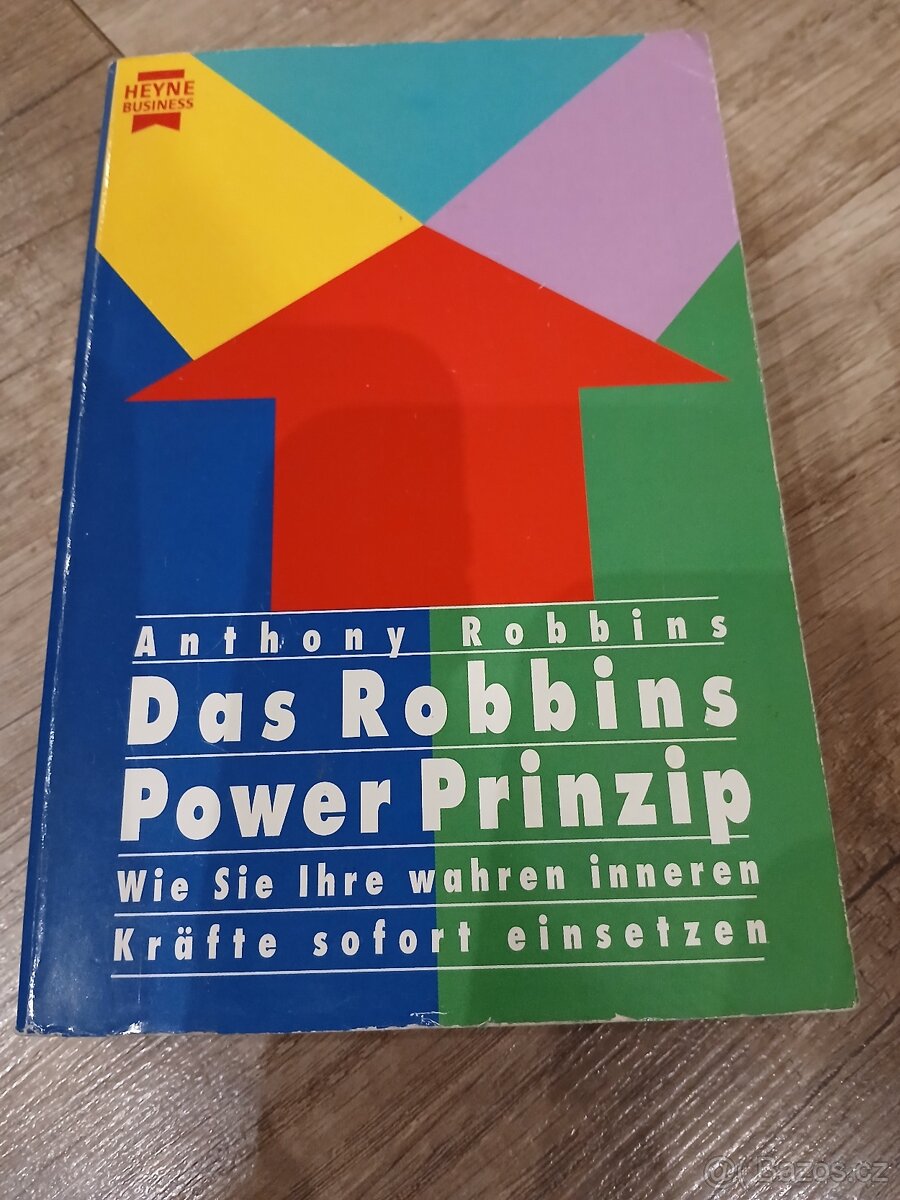 HEYNE
BUSINESS
Anthony Robbins
Das Robbins
Power Prinzip
Wie Sie Ihre wahren inneren
Kräfte sofort einsetzen
Bazos.cz